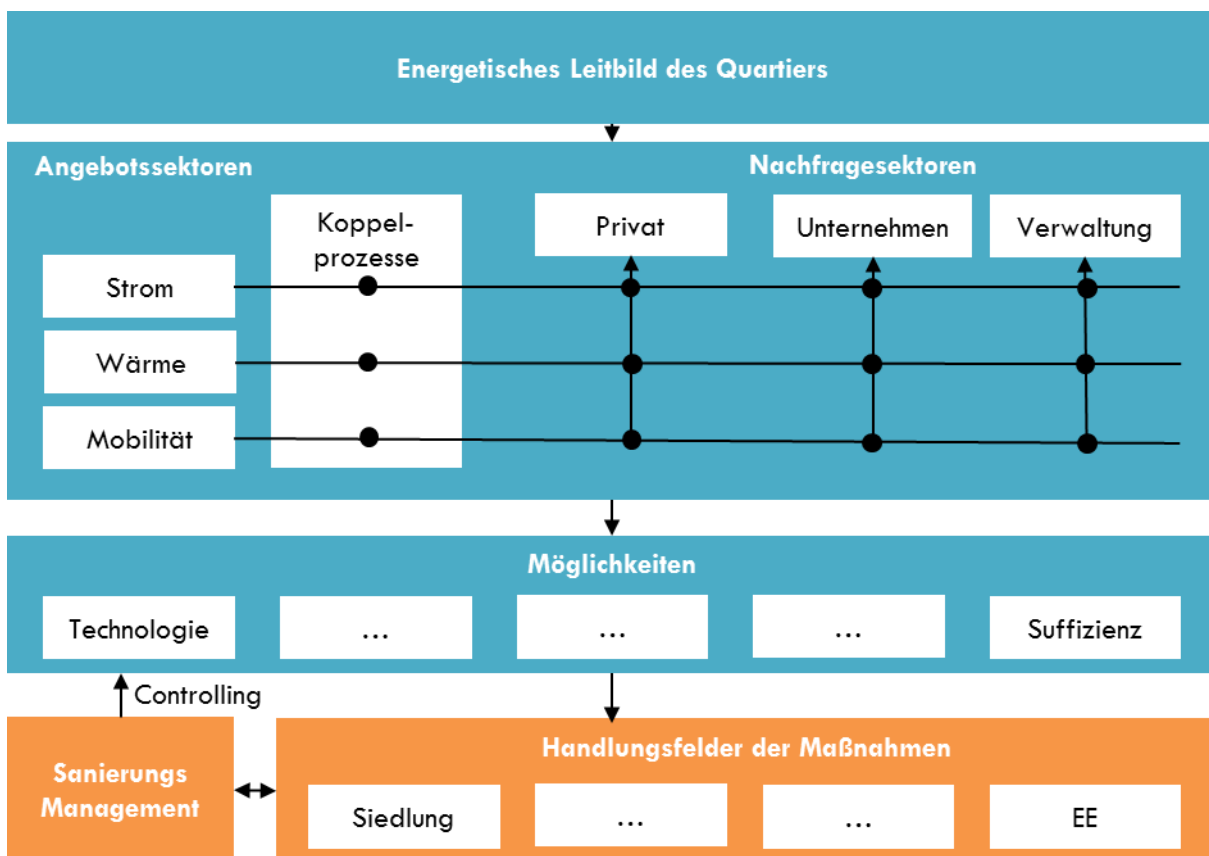 Energetisches Leitbild des Quartiers
Angebotssektoren
Nachfragesektoren
Koppel-
prozesse
Privat
Unternehmen
Verwaltung
Strom
Wärme
Mobilität
Möglichkeiten
Technologie
...
...
...
Suffizienz
Controlling
Sanierungs
Management
Handlungsfelder der Maßnahmen
Siedlung
...
...
EE